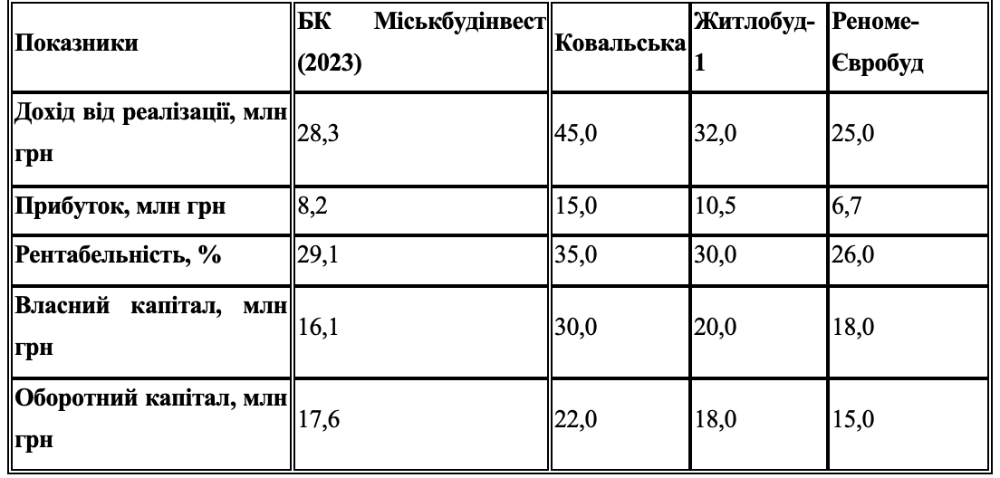 Показники
БК Міськбудінвест
(2023)
Ковальська
Житлобуд-
1
Реноме-
Євробуд
Дохід від реалізації, млн
грн
28,3
45,0
32,0
25,0
Прибуток, млн грн
8,2
15,0
10,5
6,7
Рентабельність, %
29,1
35,0
30,0
26,0
Власний капітал, млн
грн
16,1
30,0
20,0
18,0
Оборотний капітал, млн
грн
17,6
22,0
18,0
15,0